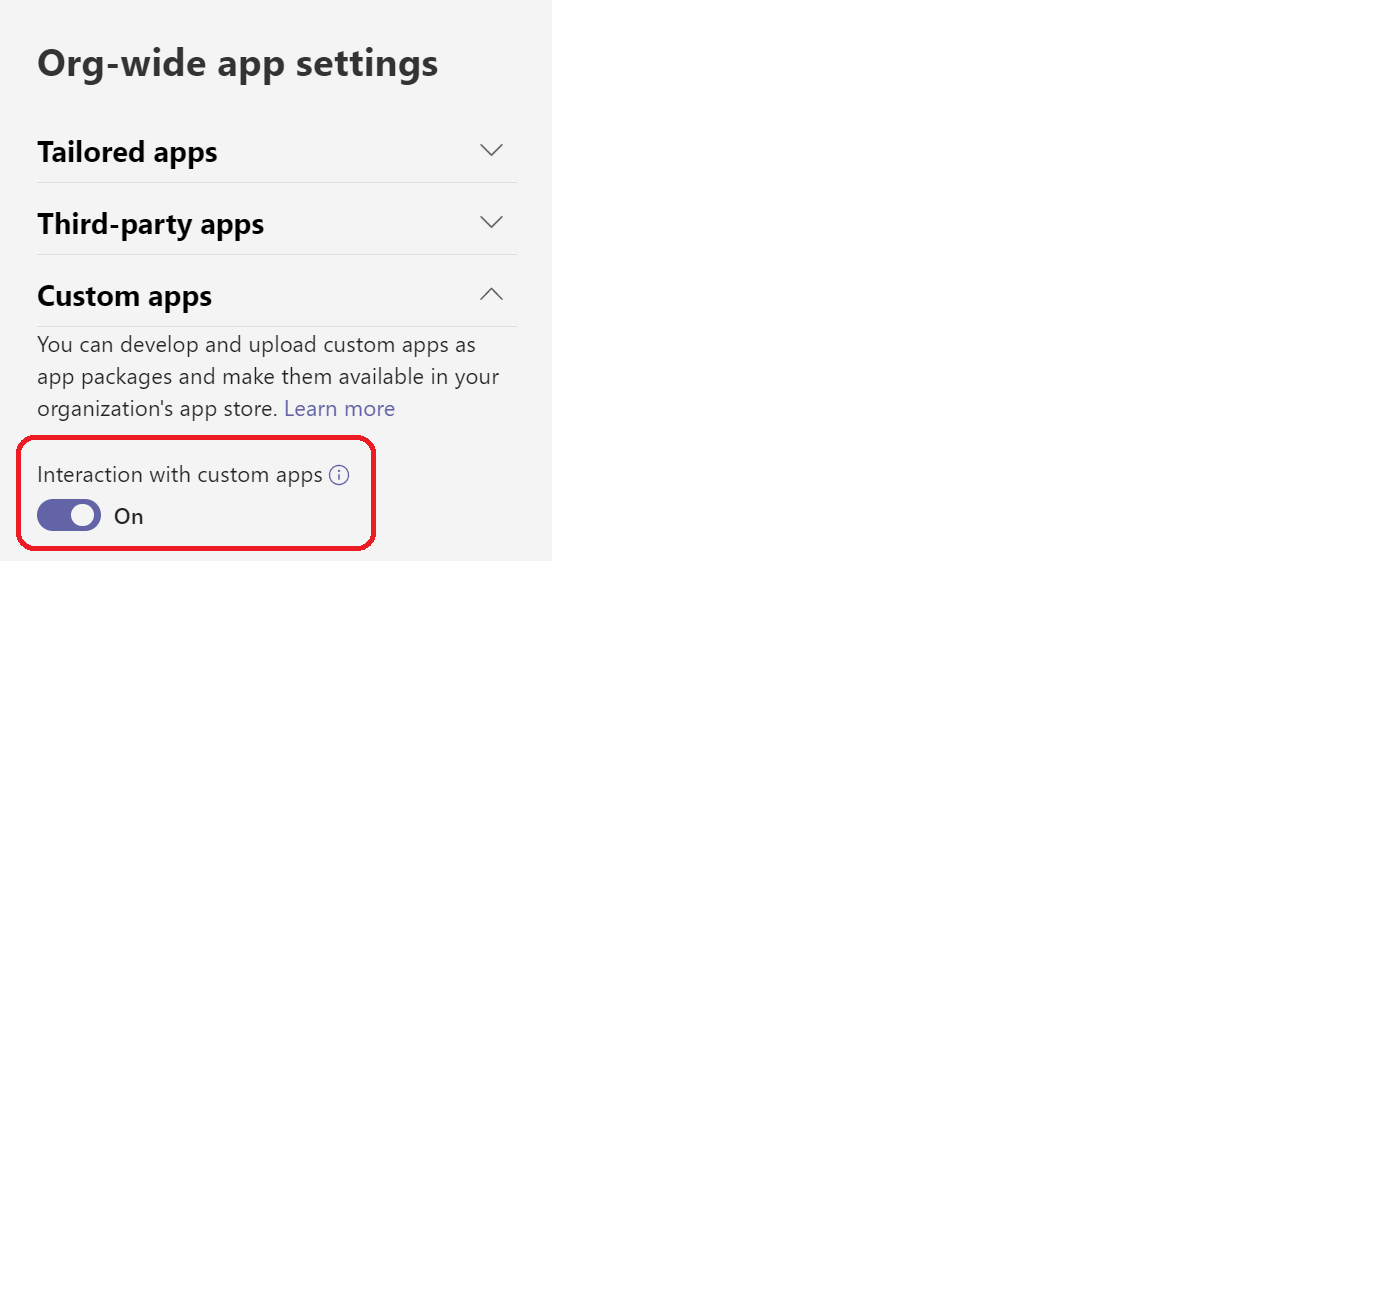 Org-wide app settings
Tailored apps
Third-party apps
Custom apps
You can develop and upload custom apps as
app packages and make them available in your
organization's app store. Learn more
Interaction with custom apps
On